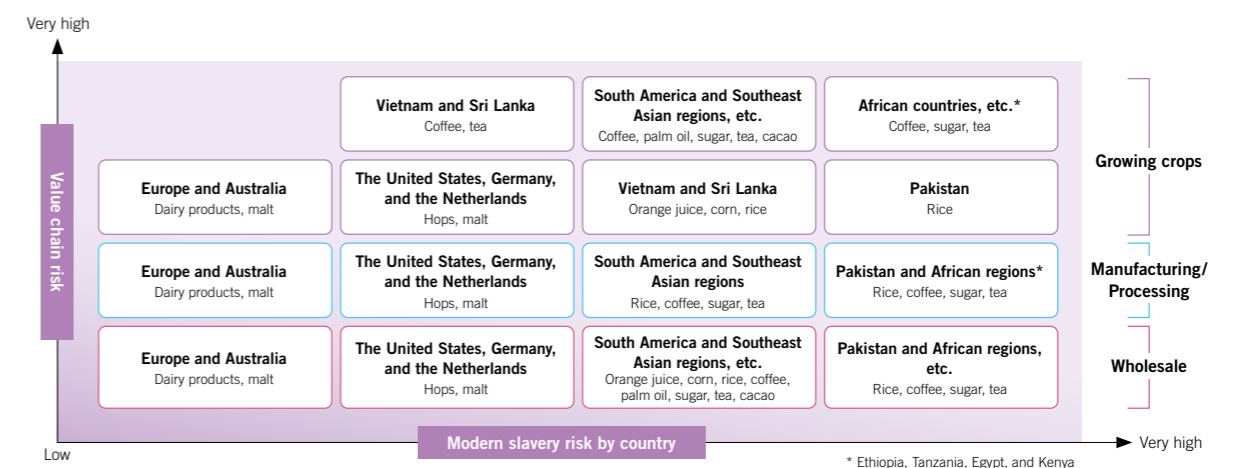 Very high
Value chain risk
Vietnam and Sri Lanka
Coffee, tea
South America and Southeast
Asian regions, etc.
Coffee, palm oil, sugar, tea, cacao
African countries, etc.*
Coffee, sugar, tea
Growing crops
Europe and Australia
Dairy products, malt
The United States, Germany,
and the Netherlands
Hops, malt
Vietnam and Sri Lanka
Orange juice, corn, rice
Pakistan
Rice
Europe and Australia
Dairy products, malt
The United States, Germany,
and the Netherlands
Hops, malt
South America and Southeast
Asian regions
Rice, coffee, sugar, tea
Pakistan and African regions*
Rice, coffee, sugar, tea
Manufacturing/
Processing
Europe and Australia
Dairy products, malt
The United States, Germany,
and the Netherlands
Hops, malt
South America and Southeast
Asian regions, etc.
Orange juice, corn, rice, coffee,
palm oil, sugar, tea, cacao
Pakistan and African regions,
etc.
Rice, coffee, sugar, tea
Wholesale
Low
Modern slavery risk by country
Very high
* Ethiopia, Tanzania, Egypt, and Kenya